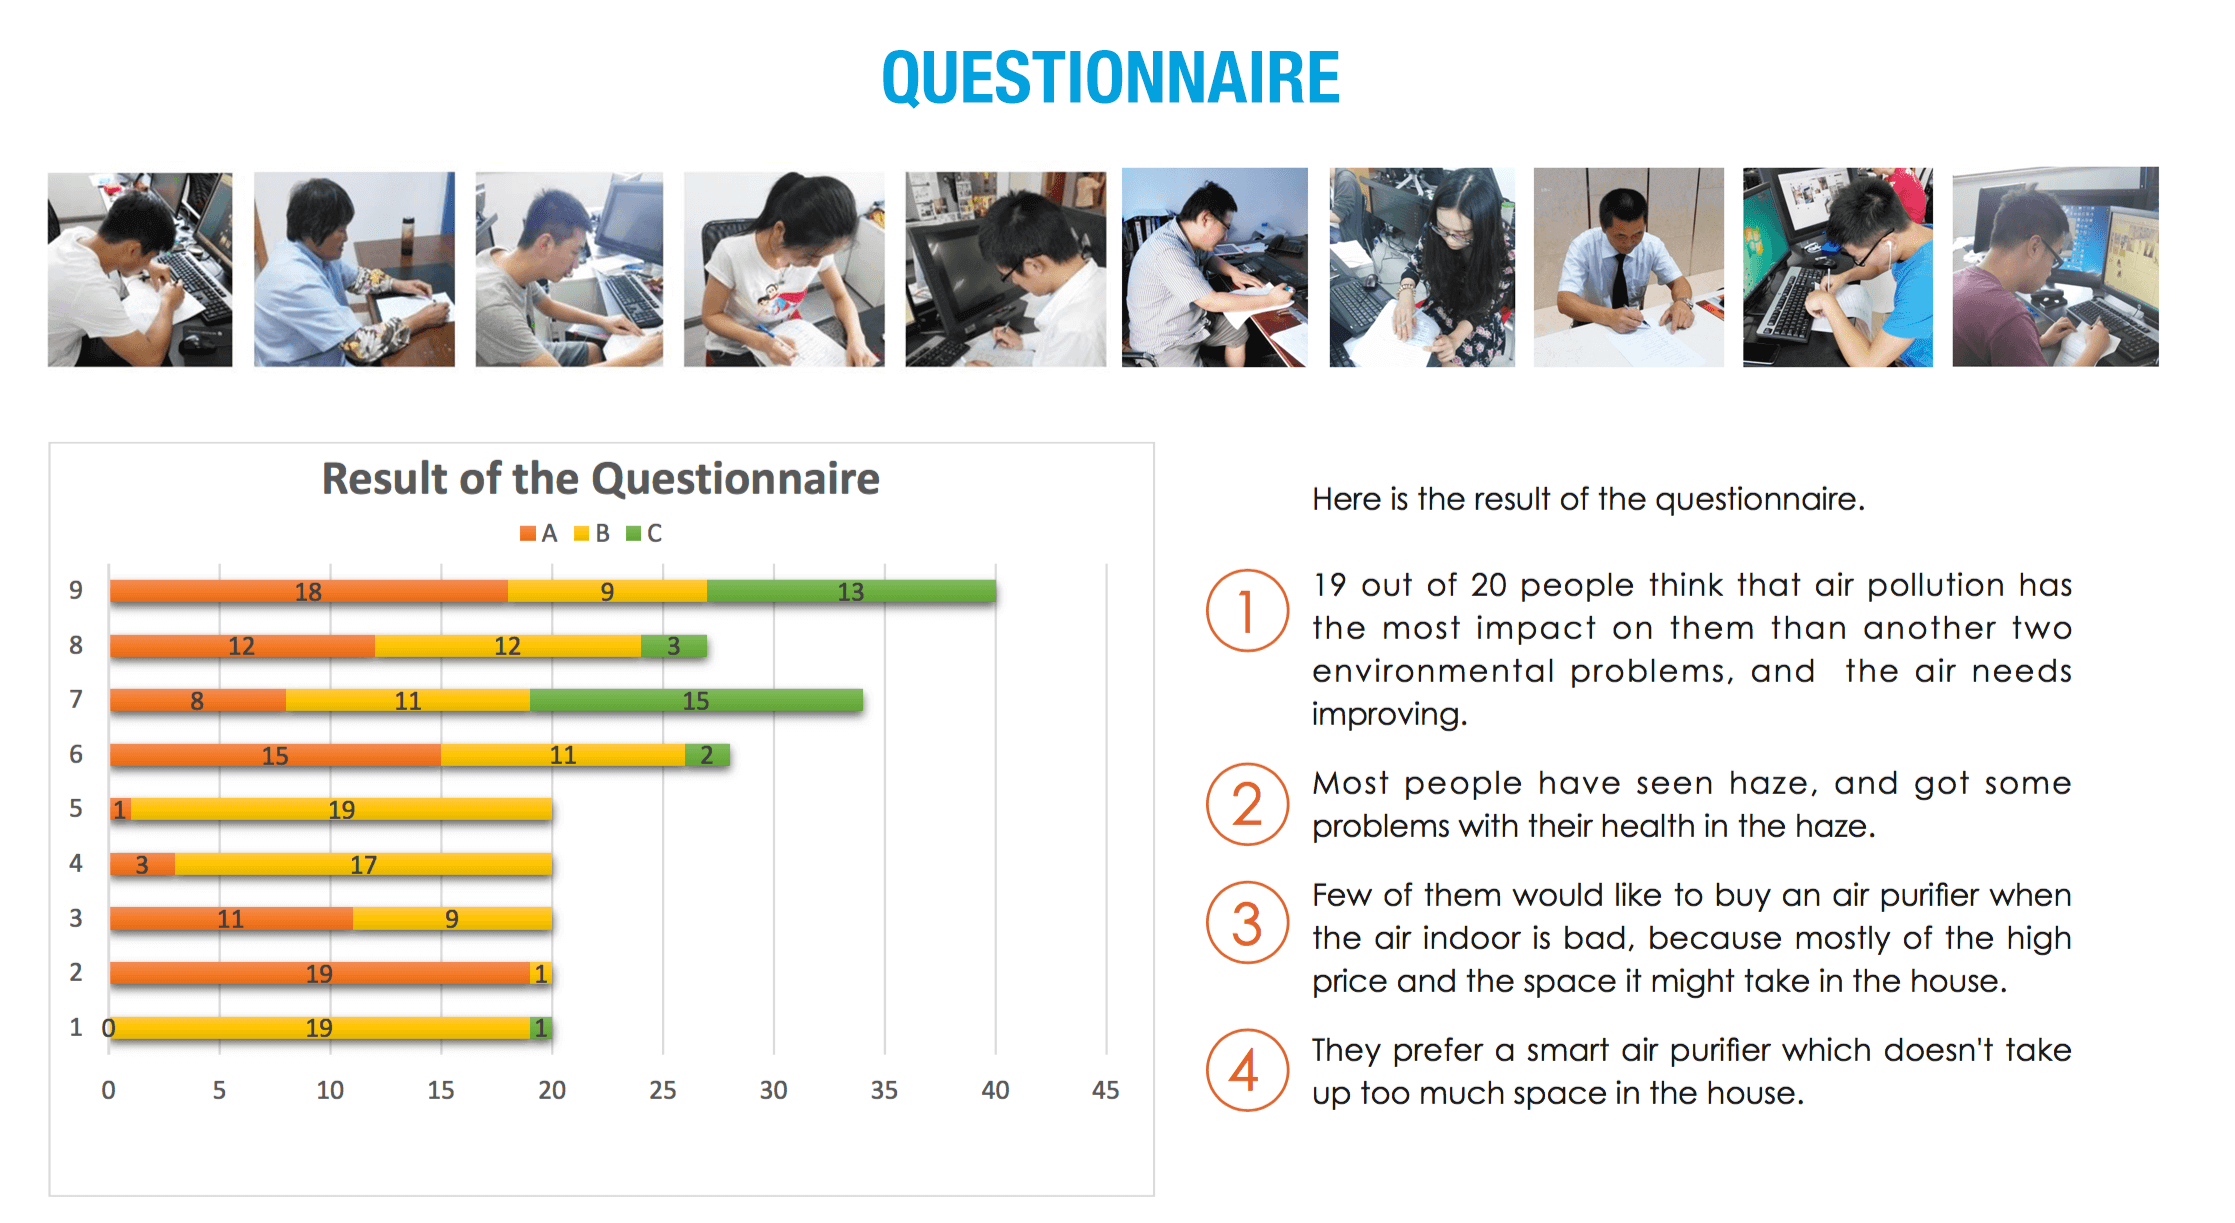 QUESTIONNAIRE
Result of the Questionnaire
A B C
9 18 9 13
8 12 12 3
7 8 11 15
6 15 11 2
5 1 19
4 3 17
3 11 9
2 19 1
1 0 19 1
0 5 10 15 20 25 30 35 40 45
Here is the result of the questionnaire.
1
19 out of 20 people think that air pollution has
the most impact on them than another two
environmental problems, and the air needs
improving.
2
Most people have seen haze, and got some
problems with their health in the haze.
3
Few of them would like to buy an air purifier when
the air indoor is bad, because mostly of the high
price and the space it might take in the house.
4
They prefer a smart air purifier which doesn't take
up too much space in the house.